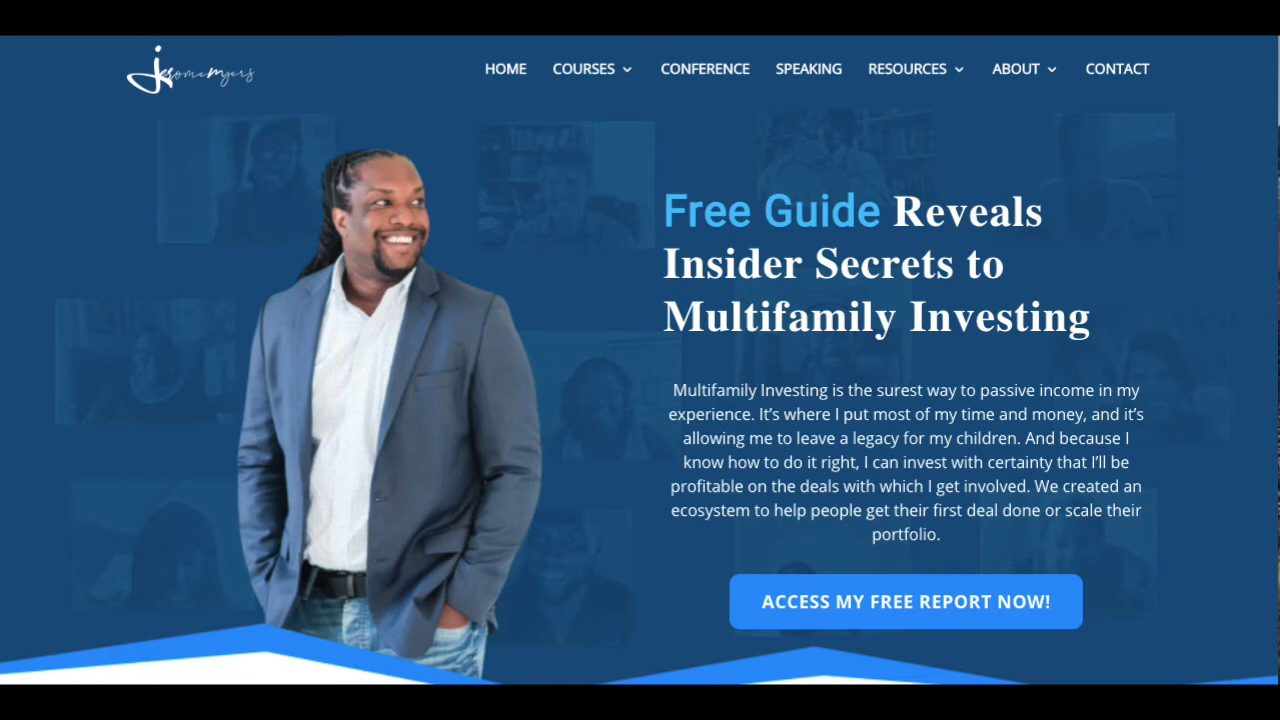 jeromemyers
HOME COURSES CONFERENCE SPEAKING RESOURCES ABOUT CONTACT
Free Guide Reveals
Insider Secrets to
Multifamily Investing
Multifamily Investing is the surest way to passive income in my
experience. It’s where I put most of my time and money, and it’s
allowing me to leave a legacy for my children. And because I
know how to do it right, I can invest with certainty that I’ll be
profitable on the deals with which I get involved. We created an
ecosystem to help people get their first deal done or scale their
portfolio.
ACCESS MY FREE REPORT NOW!